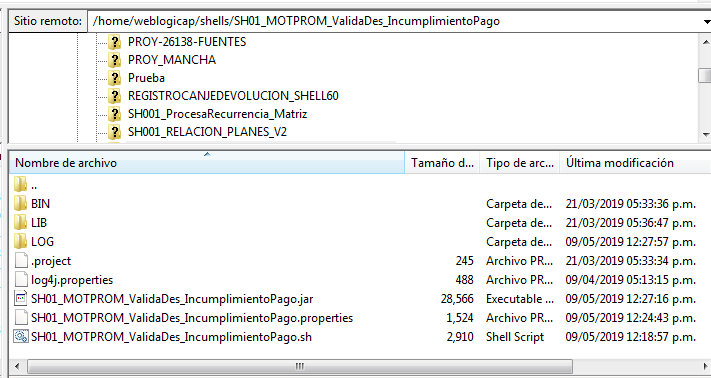 Sitio remoto: /home/weblogicap/shells/SH01_MOTPROM_ValidaDes_IncumplimientoPago
PROY-26138-FUENTES
PROY_MANCHA
Prueba
REGISTROCANJEDEVOLUCION_SHELL60
SH001_ProcesaRecurrencia_Matriz
SH001_RELACION_PLANES_V2
Nombre de archivo Tamaño d... Tipo de arc... Última modificación
..
BIN Carpeta de... 21/03/2019 05:33:36 p.m.
LIB Carpeta de... 21/03/2019 05:36:47 p.m.
LOG Carpeta de... 09/05/2019 12:27:57 p.m.
.project 245 Archivo PR... 21/03/2019 05:33:34 p.m.
log4j.properties 488 Archivo PR... 09/04/2019 05:13:15 p.m.
SH01_MOTPROM_ValidaDes_IncumplimientoPago.jar 28,566 Executable ... 09/05/2019 12:27:16 p.m.
SH01_MOTPROM_ValidaDes_IncumplimientoPago.properties 1,524 Archivo PR... 09/05/2019 12:24:43 p.m.
SH01_MOTPROM_ValidaDes_IncumplimientoPago.sh 2,910 Shell Script 09/05/2019 12:18:57 p.m.